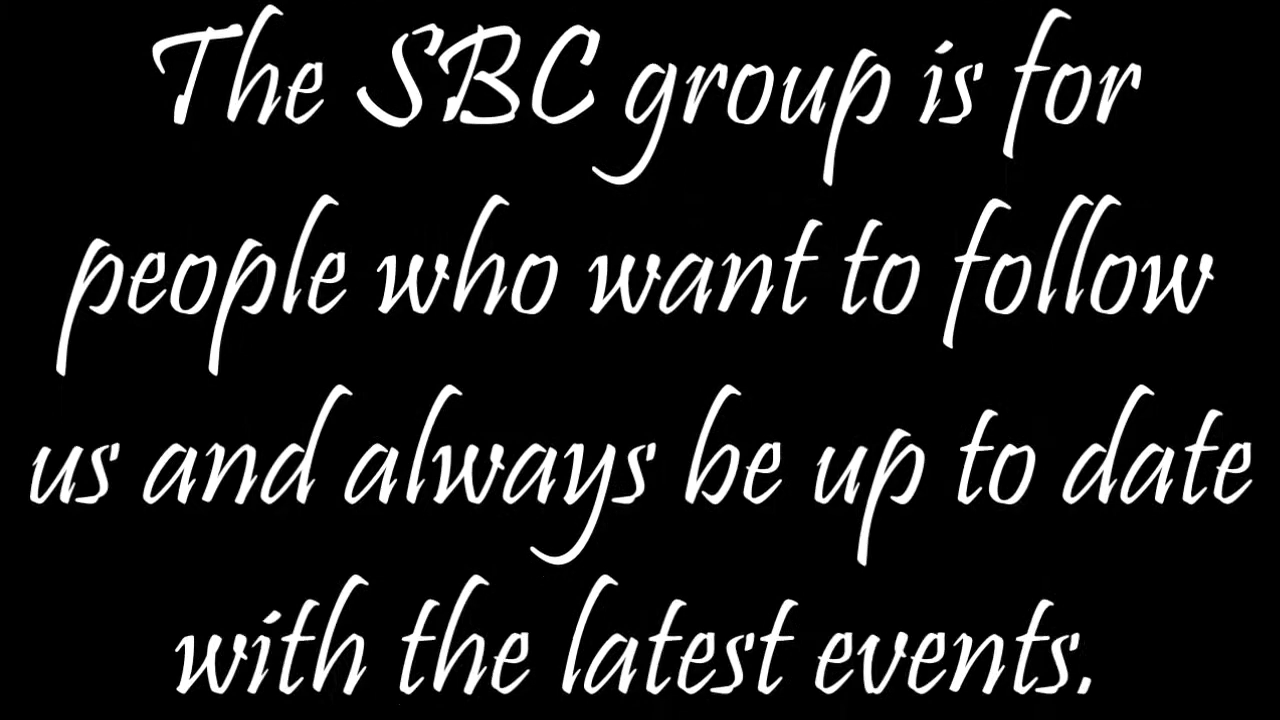 The SBC group is for
people who want to follow
us and always be up to date
with the latest events.